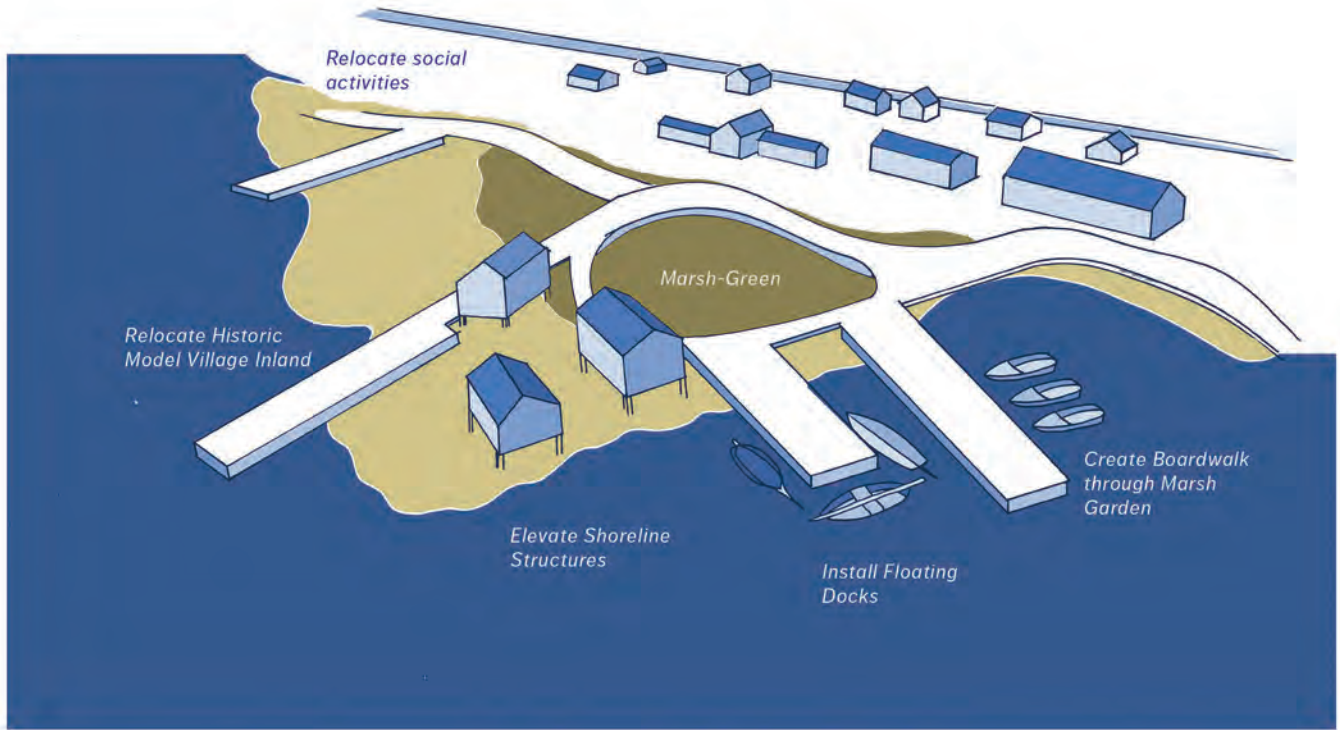 Relocate social
activities
Marsh-Green
Relocate Historic
Model Village Inland
Create Boardwalk
through Marsh
Garden
Elevate Shoreline
Structures
Install Floating
Docks